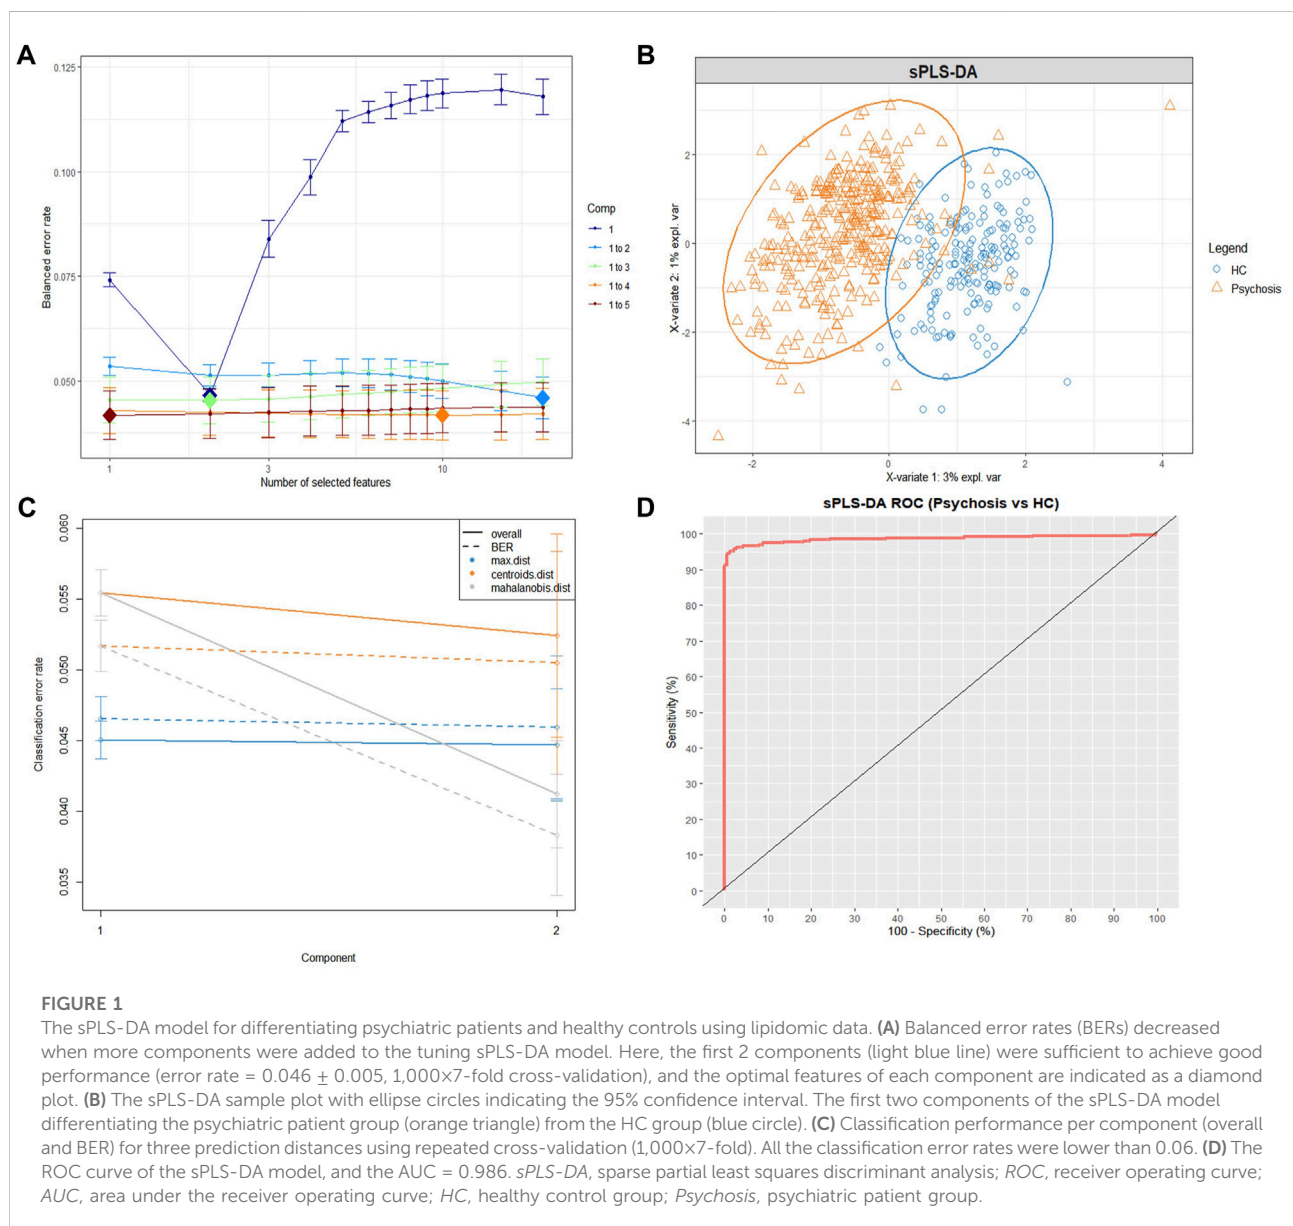 A
0.125
0.100
0.075
0.050
Balanced error rate
1
3
10
Number of selected features
Comp
1
1 to 2
1 to 3
1 to 4
1 to 5
B
sPLS-DA
2
0
-2
-4
X-variate 2: 1% expl. var
-2
0
2
4
X-variate 1: 3% expl. var
Legend
HC
Psychosis
C
0.060
0.055
0.050
0.045
0.040
0.035
Classification error rate
overall
BER
max.dist
centroids.dist
mahalanobis.dist
1
2
Component
D
sPLS-DA ROC (Psychosis vs HC)
100
90
80
70
60
50
40
30
20
10
0
Sensitivity (%)
0
10
20
30
40
50
60
70
80
90
100
100 - Specificity (%)
FIGURE 1
The sPLS-DA model for differentiating psychiatric patients and healthy controls using lipidomic data. (A) Balanced error rates (BERs) decreased
when more components were added to the tuning sPLS-DA model. Here, the first 2 components (light blue line) were sufficient to achieve good
performance (error rate = 0.046 ± 0.005, 1,000×7-fold cross-validation), and the optimal features of each component are indicated as a diamond
plot. (B) The sPLS-DA sample plot with ellipse circles indicating the 95% confidence interval. The first two components of the sPLS-DA model
differentiating the psychiatric patient group (orange triangle) from the HC group (blue circle). (C) Classification performance per component (overall
and BER) for three prediction distances using repeated cross-validation (1,000×7-fold). All the classification error rates were lower than 0.06. (D) The
ROC curve of the sPLS-DA model, and the AUC = 0.986. sPLS-DA, sparse partial least squares discriminant analysis; ROC, receiver operating curve;
AUC, area under the receiver operating curve; HC, healthy control group; Psychosis, psychiatric patient group.